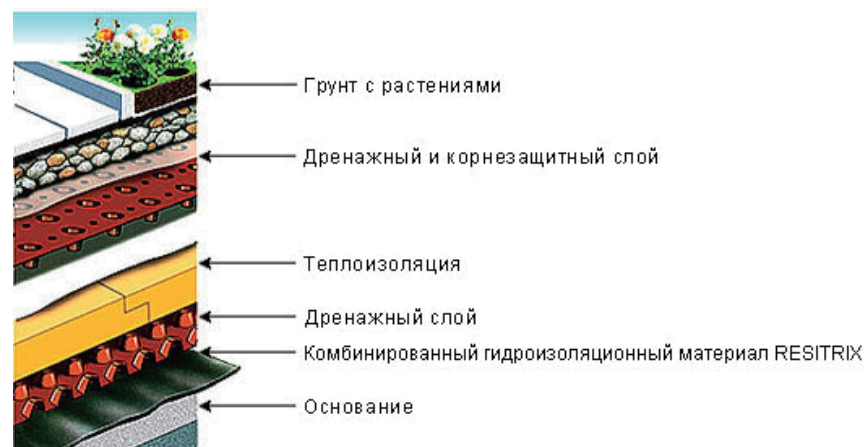 Грунт с растениями
Дренажный и корнезащитный слой
Теплоизоляция
Дренажный слой
Комбинированный гидроизоляционный материал RESITRIX
Основание